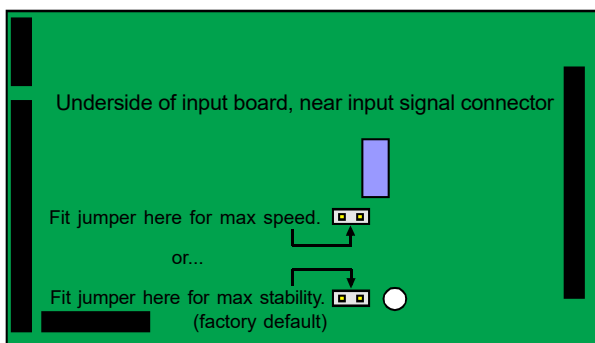 Underside of input board, near input signal connector
Fit jumper here for max speed.
or...
Fit jumper here for max stability.
(factory default)